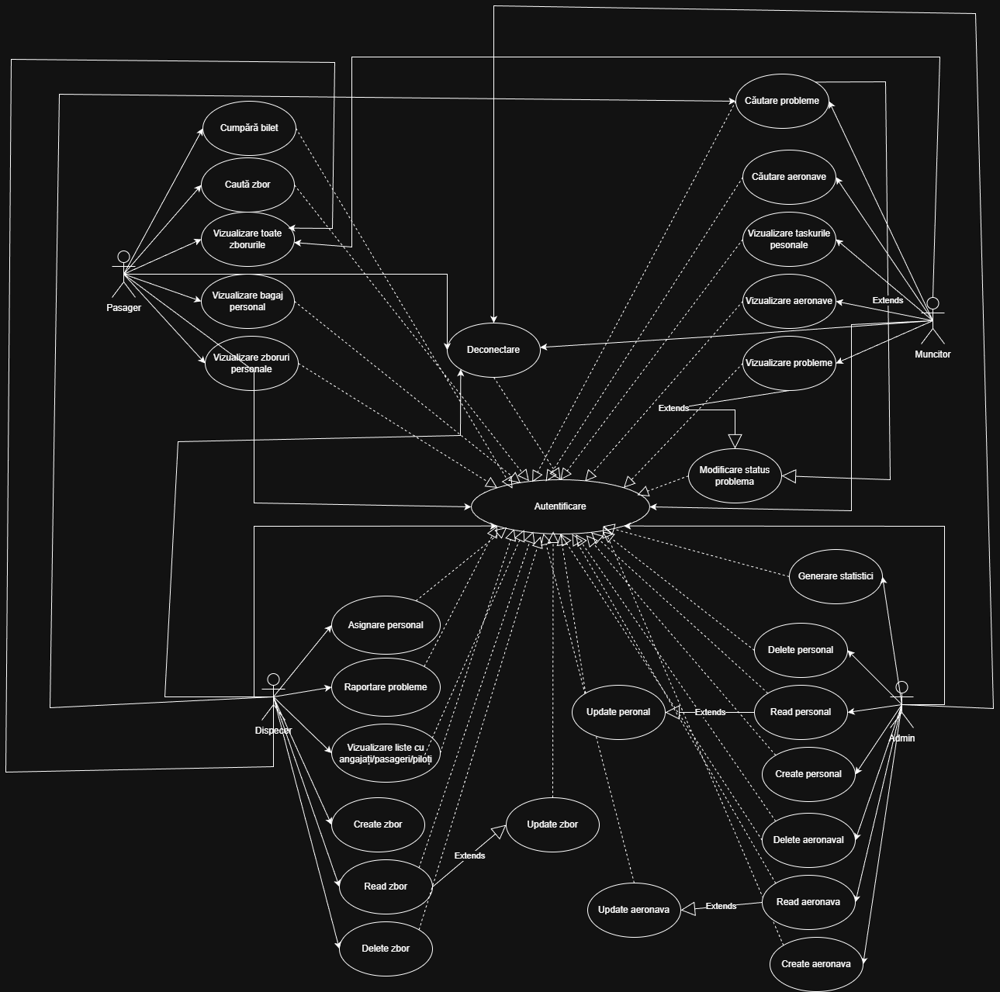 Căutare probleme
Cumpără bilet
Caută zbor
Căutare aeronave
Vizualizare toate
zborurile
Vizualizare taskurile
pesonale
Pasager
Vizualizare bagaj
personal
Vizualizare aeronave
Extends
Deconectare
Muncitor
Vizualizare zboruri
personale
Vizualizare probleme
Extends
Modificare status
problema
Autentificare
Generare statistici
Asignare personal
Delete personal
Raportare probleme
Update peronal
Extends
Read personal
Dispecer
Admin
Vizualizare liste cu
angajați/pasageri/piloți
Create personal
Create zbor
Update zbor
Delete aeronaval
Extends
Read zbor
Update aeronava
Extends
Read aeronava
Delete zbor
Create aeronava